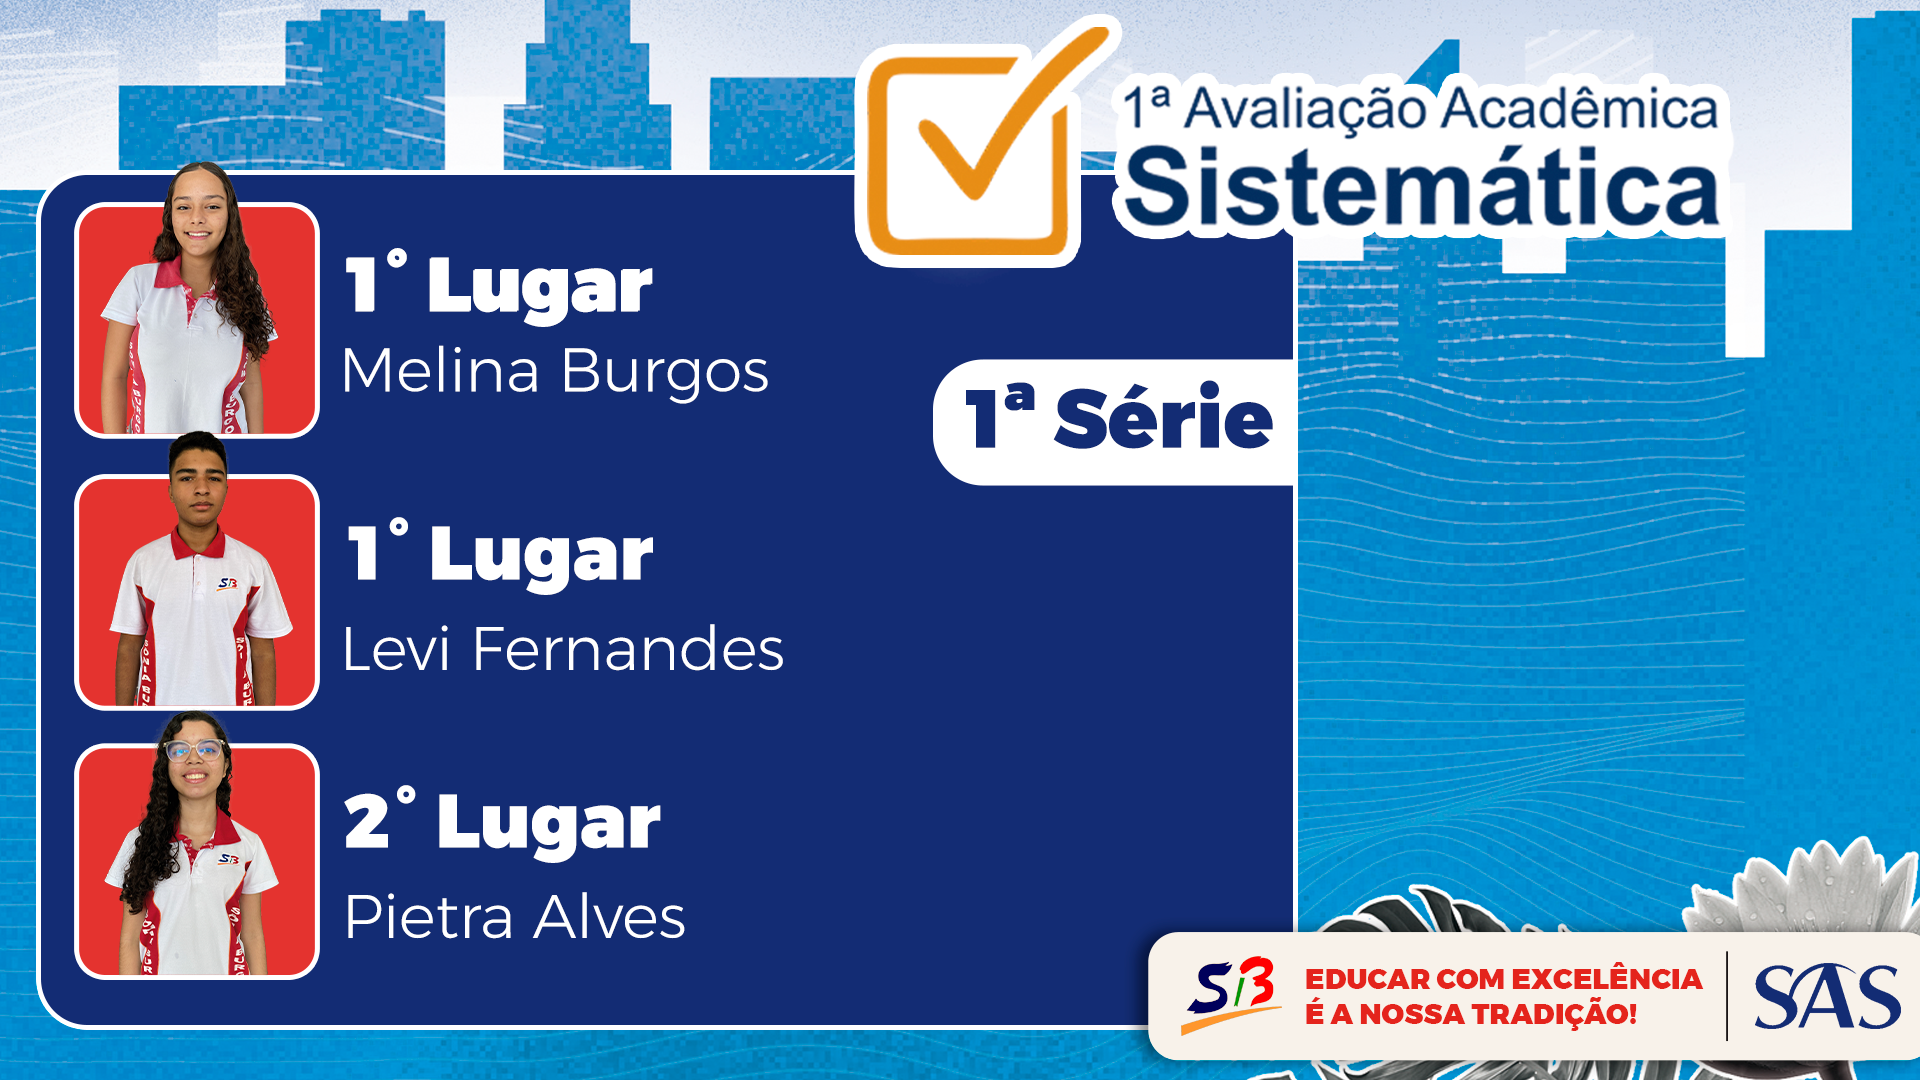 1ª Avaliação Acadêmica
Sistemática
1° Lugar
Melina Burgos
1ª Série
1° Lugar
Levi Fernandes
2° Lugar
Pietra Alves
SiB
EDUCAR COM EXCELÊNCIA
É A NOSSA TRADIÇÃO!
SAS